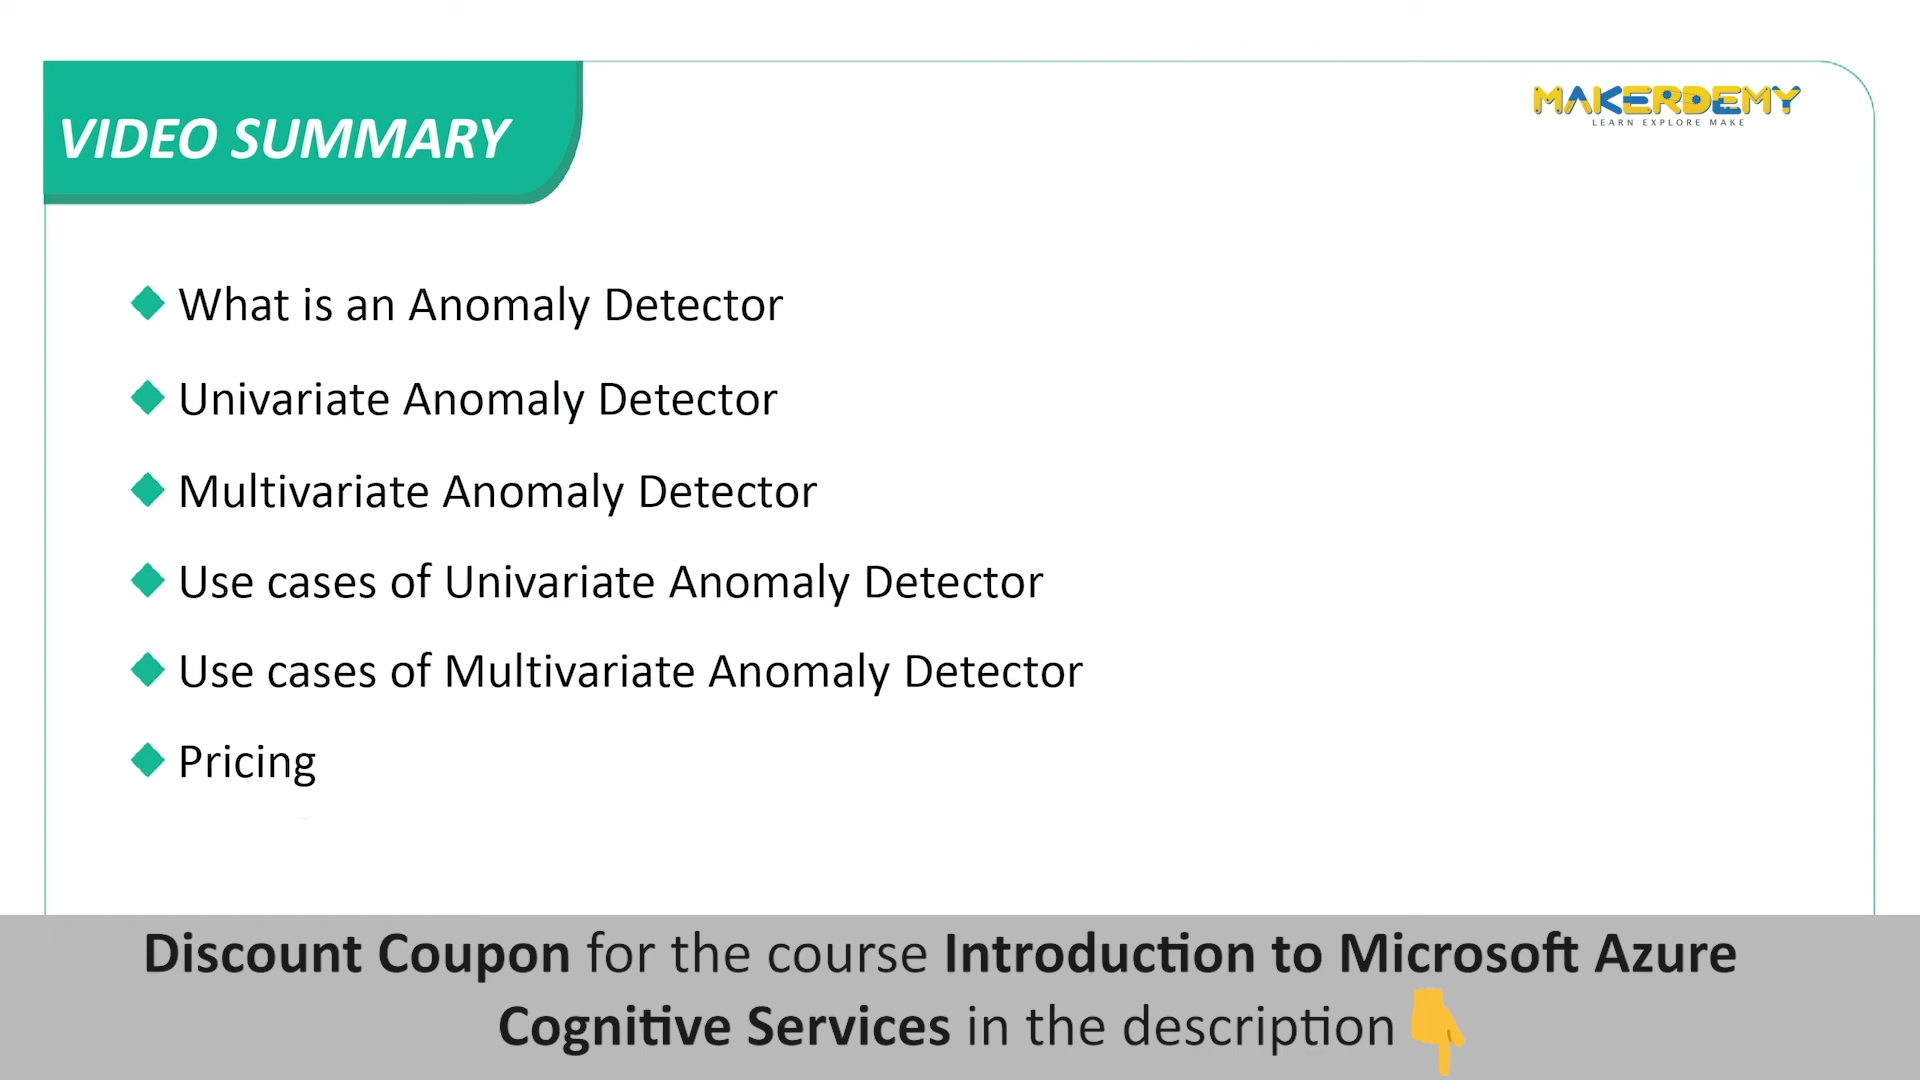 VIDEO SUMMARY
MAKERDEMY
LEARN EXPLORE MAKE
What is an Anomaly Detector
Univariate Anomaly Detector
Multivariate Anomaly Detector
Use cases of Univariate Anomaly Detector
Use cases of Multivariate Anomaly Detector
Pricing
Discount Coupon for the course Introduction to Microsoft Azure
Cognitive Services in the description